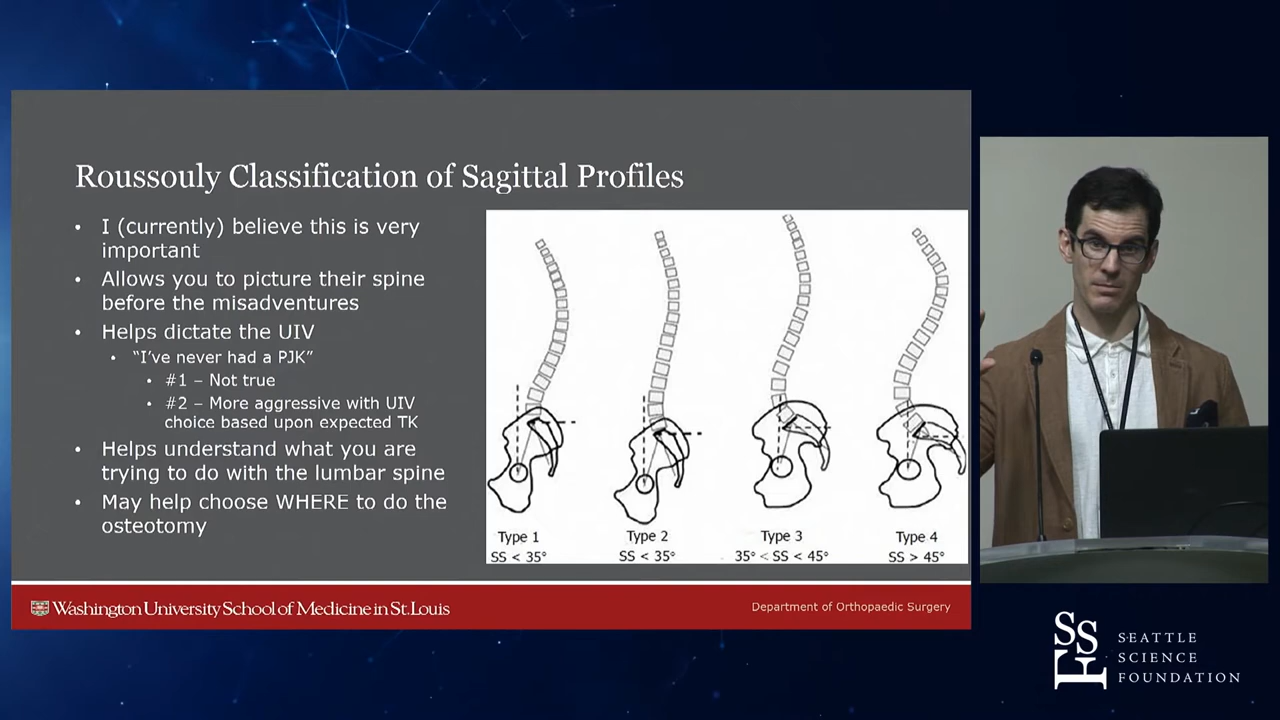 Roussouly Classification of Sagittal Profiles
• I (currently) believe this is very
important
• Allows you to picture their spine
before the misadventures
• Helps dictate the UIV
• “I’ve never had a PJK”
• #1 – Not true
• #2 – More aggressive with UIV
choice based upon expected TK
• Helps understand what you are
trying to do with the lumbar spine
• May help choose WHERE to do the
osteotomy
Type 1
SS < 35°
Type 2
SS < 35°
Type 3
35° < SS < 45°
Type 4
SS > 45°
Washington University School of Medicine in St. Louis
Department of Orthopaedic Surgery
SSF
SEATTLE
SCIENCE
FOUNDATION